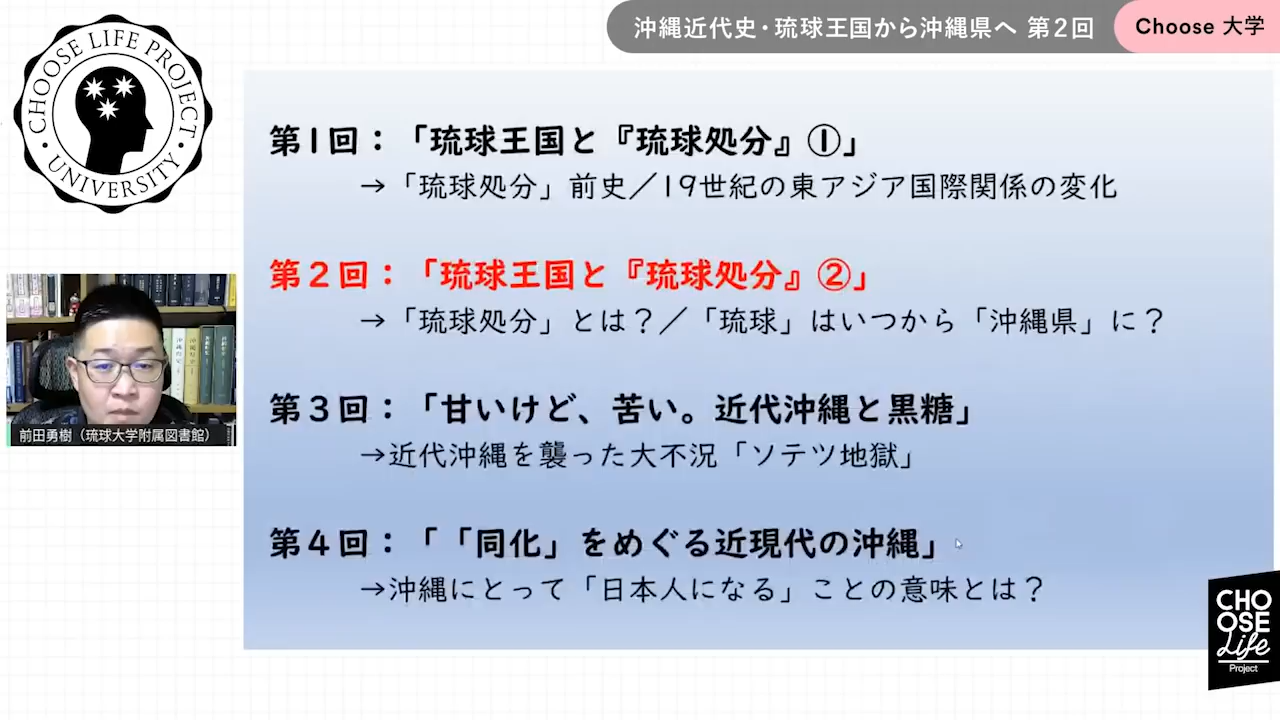 沖縄近代史・琉球王国から沖縄県へ 第2回
Choose 大学
CHOOSE LIFE PROJECT
・UNIVERSITY・
第1回：「琉球王国と『琉球処分』①」
→「琉球処分」前史／19世紀の東アジア国際関係の変化
第２回：「琉球王国と『琉球処分』②」
→「琉球処分」とは？／「琉球」はいつから「沖縄県」に？
第３回：「甘いけど、苦い。近代沖縄と黒糖」
→近代沖縄を襲った大不況「ソテツ地獄」
第４回：「「同化」をめぐる近現代の沖縄」
→沖縄にとって「日本人になる」ことの意味とは？
前田勇樹（琉球大学附属図書館）
CHO
OSE
Life
Project